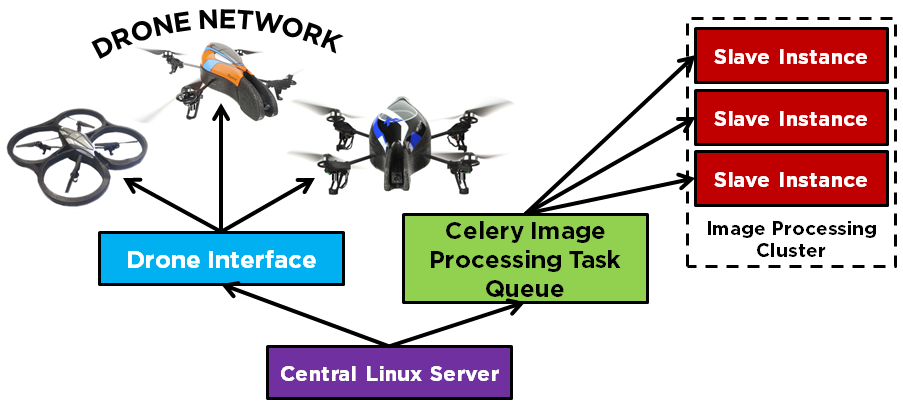 DRONE NETWORK
Slave Instance
Slave Instance
Slave Instance
Image Processing
Cluster
Celery Image
Processing Task
Queue
Drone Interface
Central Linux Server